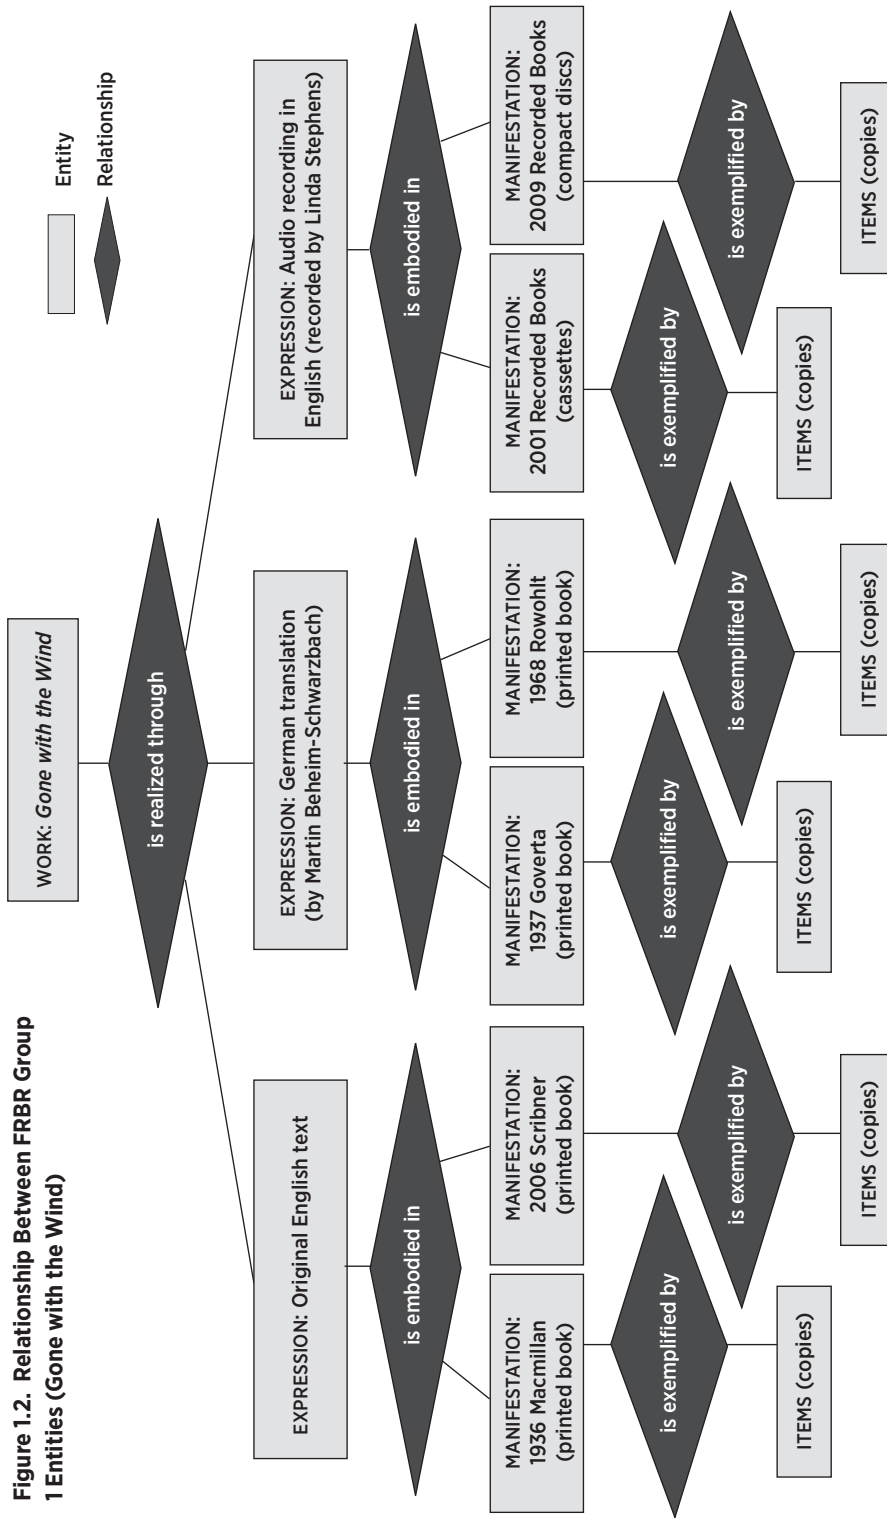 Figure 1.2. Relationship Between FRBR Group
1 Entities (Gone with the Wind)
Entity
Relationship
WORK: Gone with the Wind
is realized through
EXPRESSION: Original English text
EXPRESSION: German translation
(by Martin Beheim-Schwarzbach)
EXPRESSION: Audio recording in
English (recorded by Linda Stephens)
is embodied in
is embodied in
is embodied in
MANIFESTATION:
1936 Macmillan
(printed book)
MANIFESTATION:
2006 Scribner
(printed book)
MANIFESTATION:
1937 Goverta
(printed book)
MANIFESTATION:
1968 Rowohlt
(printed book)
MANIFESTATION:
2001 Recorded Books
(cassettes)
MANIFESTATION:
2009 Recorded Books
(compact discs)
is exemplified by
is exemplified by
is exemplified by
is exemplified by
is exemplified by
is exemplified by
ITEMS (copies)
ITEMS (copies)
ITEMS (copies)
ITEMS (copies)
ITEMS (copies)
ITEMS (copies)